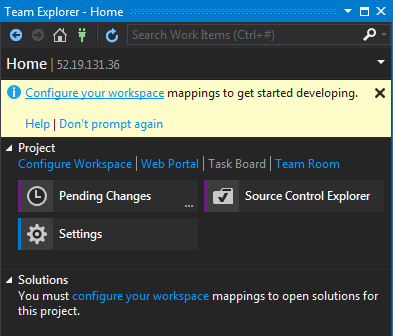 Team Explorer - Home
Search Work Items (Ctrl+#)
Home | 52.19.131.36
Configure your workspace mappings to get started developing.
Help | Don't prompt again
Project
Configure Workspace | Web Portal | Task Board | Team Room
Pending Changes ...
Source Control Explorer
Settings
Solutions
You must configure your workspace mappings to open solutions for
this project.